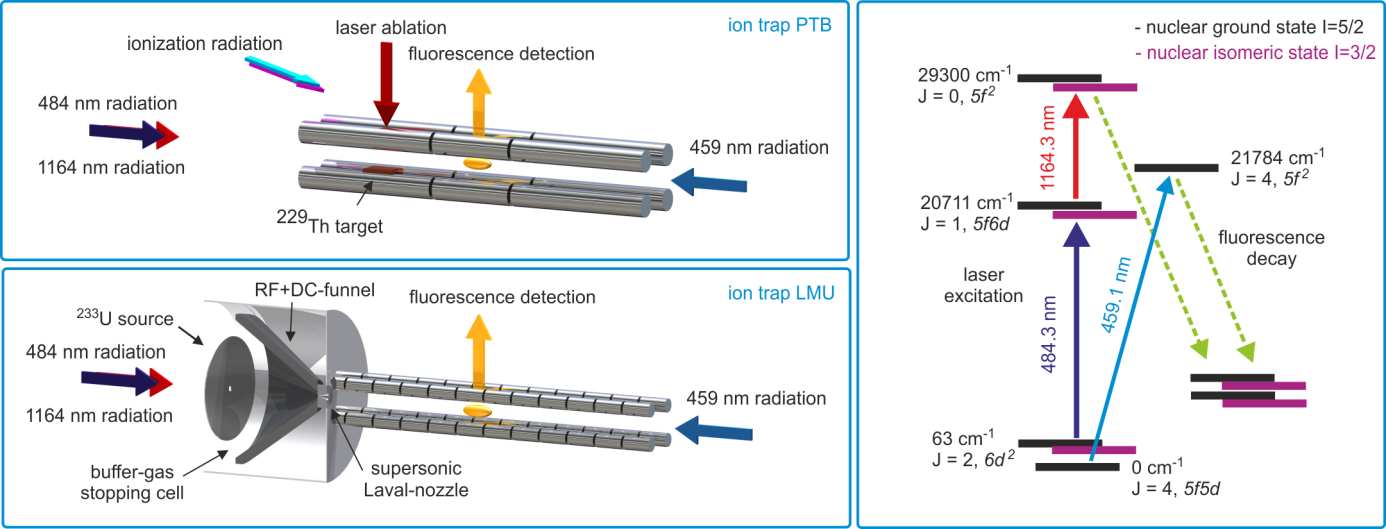 ion trap PTB
laser ablation
ionization radiation
fluorescence detection
484 nm radiation
1164 nm radiation
459 nm radiation
²²⁹Th target
ion trap LMU
RF+DC-funnel
fluorescence detection
²³³U source
484 nm radiation
1164 nm radiation
459 nm radiation
buffer-gas
stopping cell
supersonic
Laval-nozzle
- nuclear ground state I=5/2
- nuclear isomeric state I=3/2
29300 cm⁻¹
J = 0, 5f²
1164.3 nm
21784 cm⁻¹
J = 4, 5f²
20711 cm⁻¹
J = 1, 5f6d
fluorescence
decay
laser
excitation
459.1 nm
484.3 nm
63 cm⁻¹
J = 2, 6d²
0 cm⁻¹
J = 4, 5f5d